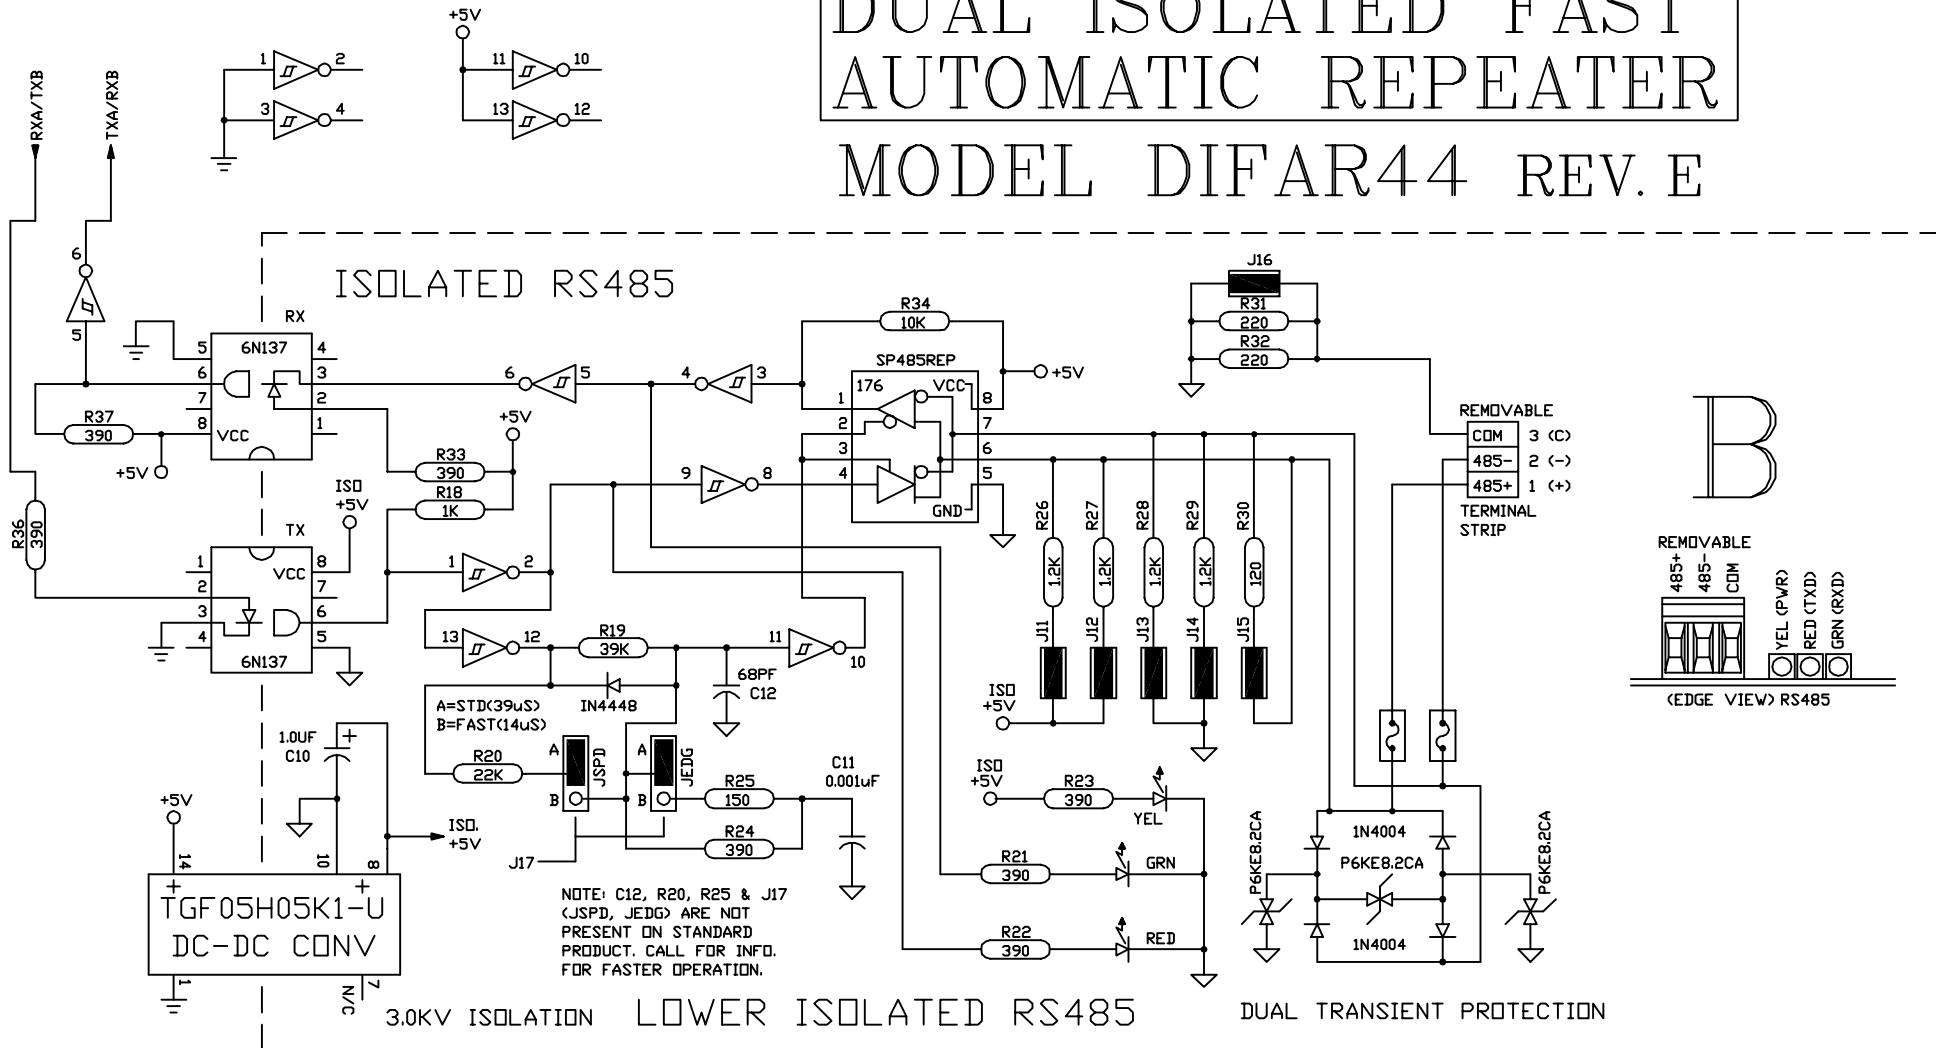 DUAL ISOLATED FAST
AUTOMATIC REPEATER
MODEL DIFAR44 REV. E
+5V
1 2
3 4
11 10
13 12
RXA/TXB
TXA/RXB
ISOLATED RS485
6
5
RX
6N137
5 4
6 3
7 2
8 VCC 1
R37
390
+5V
R36
390
TX
1 8
VCC
2 7
3 6
4 5
6N137
ISO
+5V
R33
390
R18
1K
+5V
6 5
4 3
R34
10K
SP485REP
176 VCC
1 8
2 7
3 6
4 5
GND
+5V
9 8
1 2
13 12
R19
39K
11
10
68PF
C12
IN4448
A=STD(39uS)
B=FAST(14uS)
R20
22K
A
B
JSPD
A
B
JEDG
R25
150
R24
390
C11
0.001uF
J17
1.0UF
C10
+
+5V
ISO.
+5V
14 10 8
+ +
TGF05H05K1-U
DC-DC CONV
1 7
N/C
NOTE: C12, R20, R25 & J17
(JSPD, JEDG) ARE NOT
PRESENT ON STANDARD
PRODUCT. CALL FOR INFO.
FOR FASTER OPERATION.
3.0KV ISOLATION
LOWER ISOLATED RS485
J16
R31
220
R32
220
R26 R27 R28 R29 R30
1.2K 1.2K 1.2K 1.2K 120
J11 J12 J13 J14 J15
ISO
+5V
ISO
+5V
R23
390
YEL
R21
390
GRN
R22
390
RED
REMOVABLE
COM 3 (C)
485- 2 (-)
485+ 1 (+)
TERMINAL
STRIP
B
REMOVABLE
485+
485-
COM
YEL (PWR)
RED (TXD)
GRN (RXD)
(EDGE VIEW) RS485
P6KE8.2CA
1N4004
P6KE8.2CA
1N4004
P6KE8.2CA
DUAL TRANSIENT PROTECTION